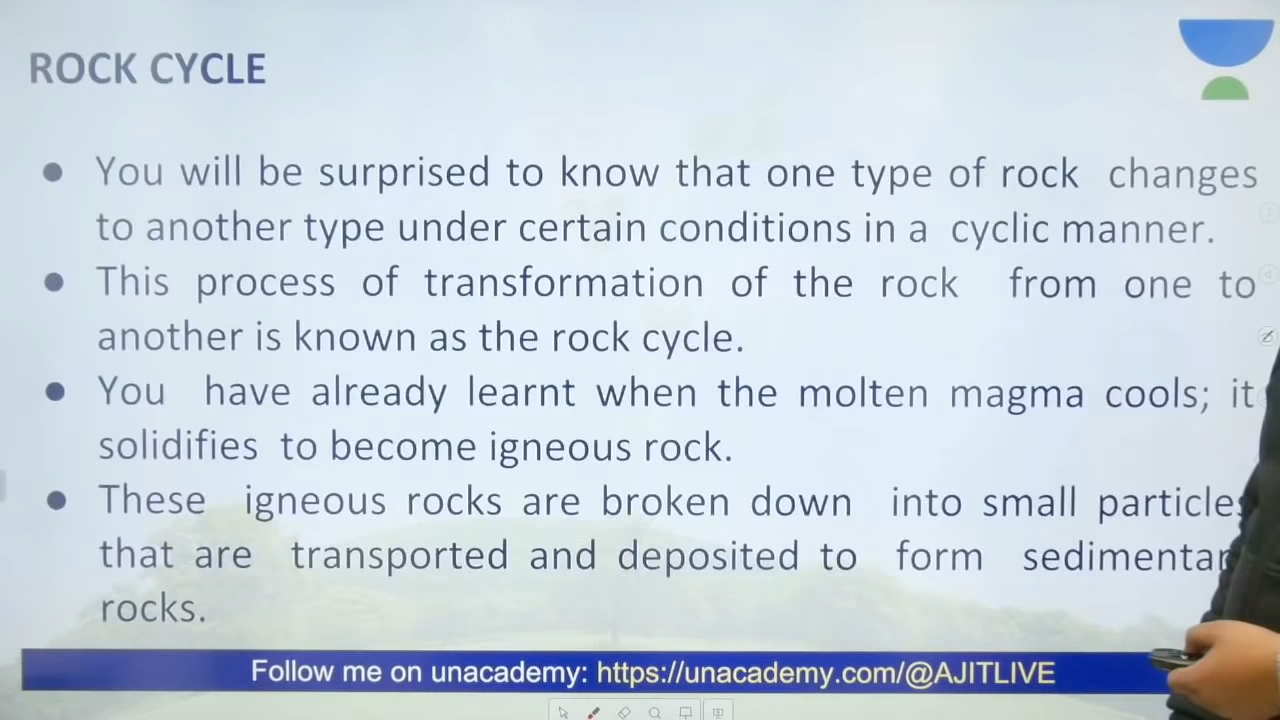 ROCK CYCLE
● You will be surprised to know that one type of rock changes
to another type under certain conditions in a cyclic manner.
● This process of transformation of the rock from one to
another is known as the rock cycle.
● You have already learnt when the molten magma cools; it
solidifies to become igneous rock.
● These igneous rocks are broken down into small particles
that are transported and deposited to form sedimentary
rocks.
Follow me on unacademy: https://unacademy.com/@AJITLIVE